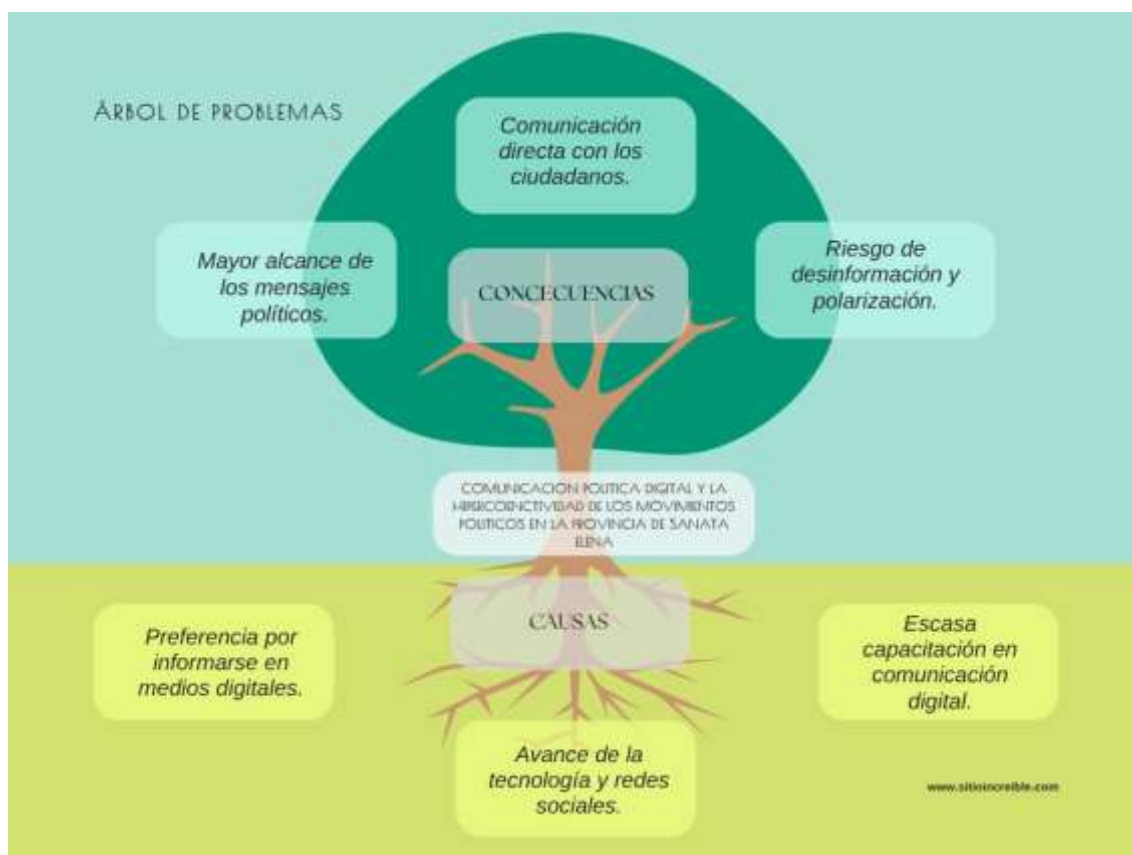 ÁRBOL DE PROBLEMAS
Comunicación
directa con los
ciudadanos.
Mayor alcance de
los mensajes
políticos.
CONCECUENCIAS
Riesgo de
desinformación y
polarización.
COMUNICACIÓN POLITICA DIGITAL Y LA
HIPERCOENCTIVIDAD DE LOS MOVIMIENTOS
POLITICOS EN LA PROVINCIA DE SANATA
ELENA
CAUSAS
Preferencia por
informarse en
medios digitales.
Escasa
capacitación en
comunicación
digital.
Avance de la
tecnología y redes
sociales.
www.sitioincreible.com